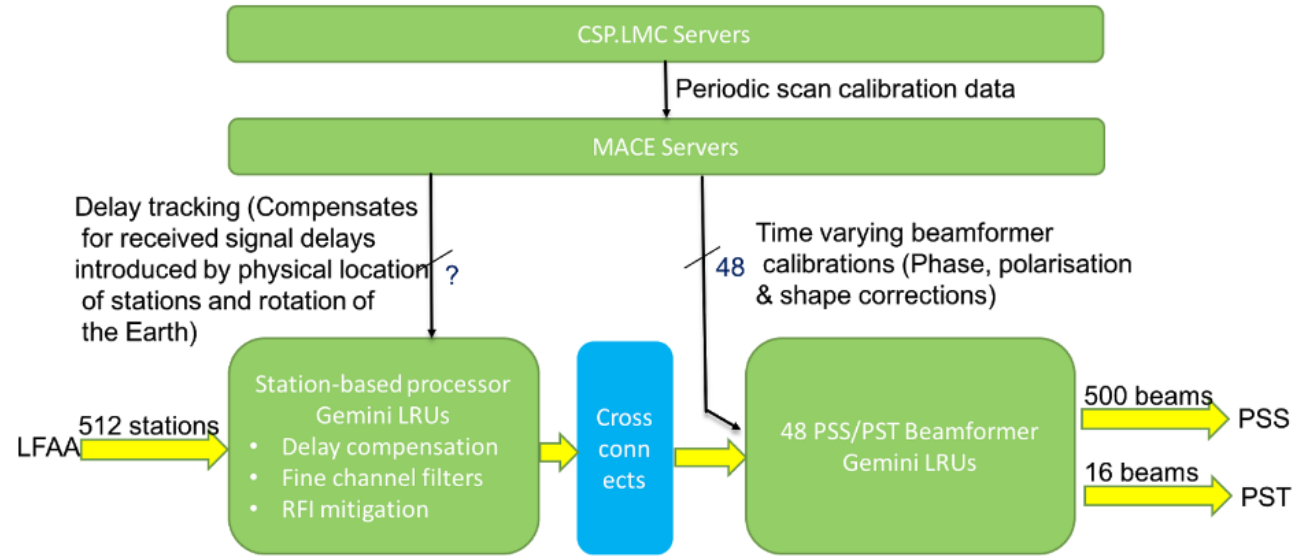 CSP.LMC Servers
Periodic scan calibration data
MACE Servers
Delay tracking (Compensates
for received signal delays
introduced by physical location
of stations and rotation of
the Earth)
?
48
Time varying beamformer
calibrations (Phase, polarisation
& shape corrections)
LFAA
512 stations
Station-based processor
Gemini LRUs
• Delay compensation
• Fine channel filters
• RFI mitigation
Cross
conn
ects
48 PSS/PST Beamformer
Gemini LRUs
500 beams
PSS
16 beams
PST